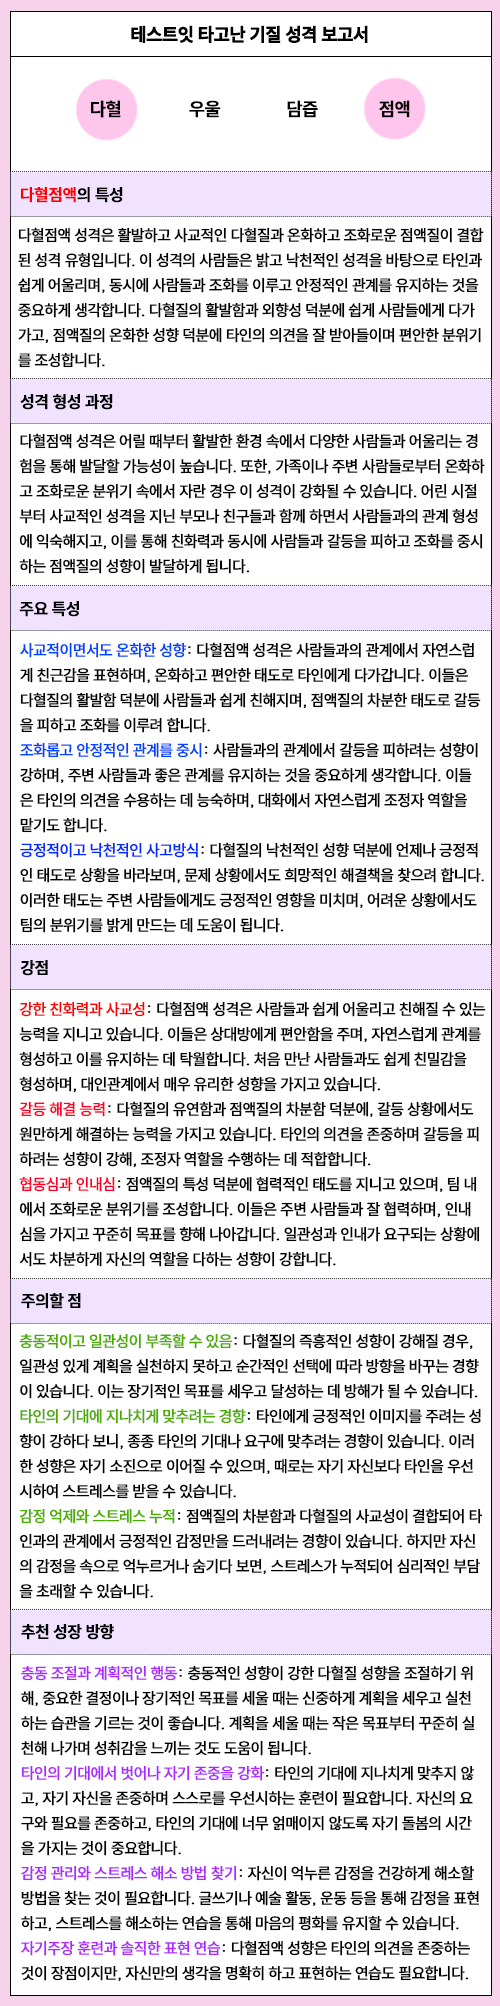 테스트잇 타고난 기질 성격 보고서
다혈 우울 담즙 점액
다혈점액의 특성
다혈점액 성격은 활발하고 사교적인 다혈질과 온화하고 조화로운 점액질이 결합
된 성격 유형입니다. 이 성격의 사람들은 밝고 낙천적인 성격을 바탕으로 타인과
쉽게 어울리며, 동시에 사람들과 조화를 이루고 안정적인 관계를 유지하는 것을
중요하게 생각합니다. 다혈질의 활발함과 외향성 덕분에 쉽게 사람들에게 다가
가고, 점액질의 온화한 성향 덕분에 타인의 의견을 잘 받아들이며 편안한 분위기
를 조성합니다.
성격 형성 과정
다혈점액 성격은 어릴 때부터 활발한 환경 속에서 다양한 사람들과 어울리는 경
험을 통해 발달할 가능성이 높습니다. 또한, 가족이나 주변 사람들로부터 온화하
고 조화로운 분위기 속에서 자란 경우 이 성격이 강화될 수 있습니다. 어린 시절
부터 사교적인 성격을 지닌 부모나 친구들과 함께 하면서 사람들과의 관계 형성
에 익숙해지고, 이를 통해 친화력과 동시에 사람들과 갈등을 피하고 조화를 중시
하는 점액질의 성향이 발달하게 됩니다.
주요 특성
사교적이면서도 온화한 성향: 다혈점액 성격은 사람들과의 관계에서 자연스럽
게 친근감을 표현하며, 온화하고 편안한 태도로 타인에게 다가갑니다. 이들은
다혈질의 활발함 덕분에 사람들과 쉽게 친해지며, 점액질의 차분한 태도로 갈등
을 피하고 조화를 이루려 합니다.
조화롭고 안정적인 관계를 중시: 사람들과의 관계에서 갈등을 피하려는 성향이
강하며, 주변 사람들과 좋은 관계를 유지하는 것을 중요하게 생각합니다. 이들
은 타인의 의견을 수용하는 데 능숙하며, 대화에서 자연스럽게 조정자 역할을
맡기도 합니다.
긍정적이고 낙천적인 사고방식: 다혈질의 낙천적인 성향 덕분에 언제나 긍정적
인 태도로 상황을 바라보며, 문제 상황에서도 희망적인 해결책을 찾으려 합니다.
이러한 태도는 주변 사람들에게도 긍정적인 영향을 미치며, 어려운 상황에서도
팀의 분위기를 밝게 만드는 데 도움이 됩니다.
강점
강한 친화력과 사교성: 다혈점액 성격은 사람들과 쉽게 어울리고 친해질 수 있는
능력을 지니고 있습니다. 이들은 상대방에게 편안함을 주며, 자연스럽게 관계를
형성하고 이를 유지하는 데 탁월합니다. 처음 만난 사람들과도 쉽게 친밀감을
형성하며, 대인관계에서 매우 유리한 성향을 가지고 있습니다.
갈등 해결 능력: 다혈질의 유연함과 점액질의 차분함 덕분에, 갈등 상황에서도
원만하게 해결하는 능력을 가지고 있습니다. 타인의 의견을 존중하며 갈등을 피
하려는 성향이 강해, 조정자 역할을 수행하는 데 적합합니다.
협동심과 인내심: 점액질의 특성 덕분에 협력적인 태도를 지니고 있으며, 팀 내
에서 조화로운 분위기를 조성합니다. 이들은 주변 사람들과 잘 협력하며, 인내
심을 가지고 꾸준히 목표를 향해 나아갑니다. 일관성과 인내가 요구되는 상황에
서도 차분하게 자신의 역할을 다하는 성향이 강합니다.
주의할 점
충동적이고 일관성이 부족할 수 있음: 다혈질의 즉흥적인 성향이 강해질 경우,
일관성 있게 계획을 실천하지 못하고 순간적인 선택에 따라 방향을 바꾸는 경향
이 있습니다. 이는 장기적인 목표를 세우고 달성하는 데 방해가 될 수 있습니다.
타인의 기대에 지나치게 맞추려는 경향: 타인에게 긍정적인 이미지를 주려는 성
향이 강하다 보니, 종종 타인의 기대나 요구에 맞추려는 경향이 있습니다. 이러
한 성향은 자기 소진으로 이어질 수 있으며, 때로는 자기 자신보다 타인을 우선
시하여 스트레스를 받을 수 있습니다.
감정 억제와 스트레스 누적: 점액질의 차분함과 다혈질의 사교성이 결합되어 타
인과의 관계에서 긍정적인 감정만을 드러내려는 경향이 있습니다. 하지만 자신
의 감정을 속으로 억누르거나 숨기다 보면, 스트레스가 누적되어 심리적인 부담
을 초래할 수 있습니다.
추천 성장 방향
충동 조절과 계획적인 행동: 충동적인 성향이 강한 다혈질 성향을 조절하기 위
해, 중요한 결정이나 장기적인 목표를 세울 때는 신중하게 계획을 세우고 실천
하는 습관을 기르는 것이 좋습니다. 계획을 세울 때는 작은 목표부터 꾸준히 실
천해 나가며 성취감을 느끼는 것도 도움이 됩니다.
타인의 기대에서 벗어나 자기 존중을 강화: 타인의 기대에 지나치게 맞추지 않
고, 자기 자신을 존중하며 스스로를 우선시하는 훈련이 필요합니다. 자신의 요
구와 필요를 존중하고, 타인의 기대에 너무 얽매이지 않도록 자기 돌봄의 시간
을 가지는 것이 중요합니다.
감정 관리와 스트레스 해소 방법 찾기: 자신이 억누른 감정을 건강하게 해소할
방법을 찾는 것이 필요합니다. 글쓰기나 예술 활동, 운동 등을 통해 감정을 표현
하고, 스트레스를 해소하는 연습을 통해 마음의 평화를 유지할 수 있습니다.
자기주장 훈련과 솔직한 표현 연습: 다혈점액 성향은 타인의 의견을 존중하는
것이 장점이지만, 자신만의 생각을 명확히 하고 표현하는 연습도 필요합니다.